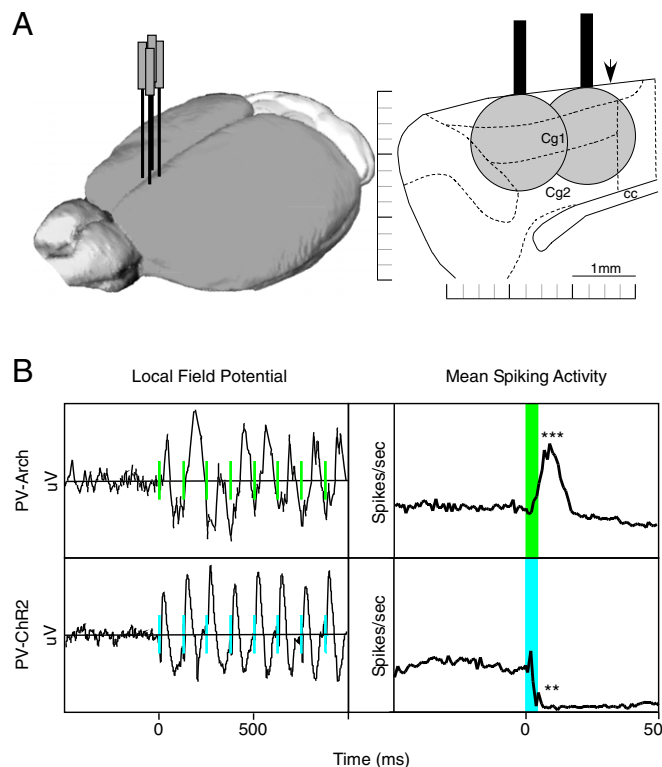 A
Cg1
Cg2
cc
1mm
B
Local Field Potential
Mean Spiking Activity
PV-Arch
uV
Spikes/sec
***
PV-ChR2
uV
Spikes/sec
**
0
500
0
50
Time (ms)